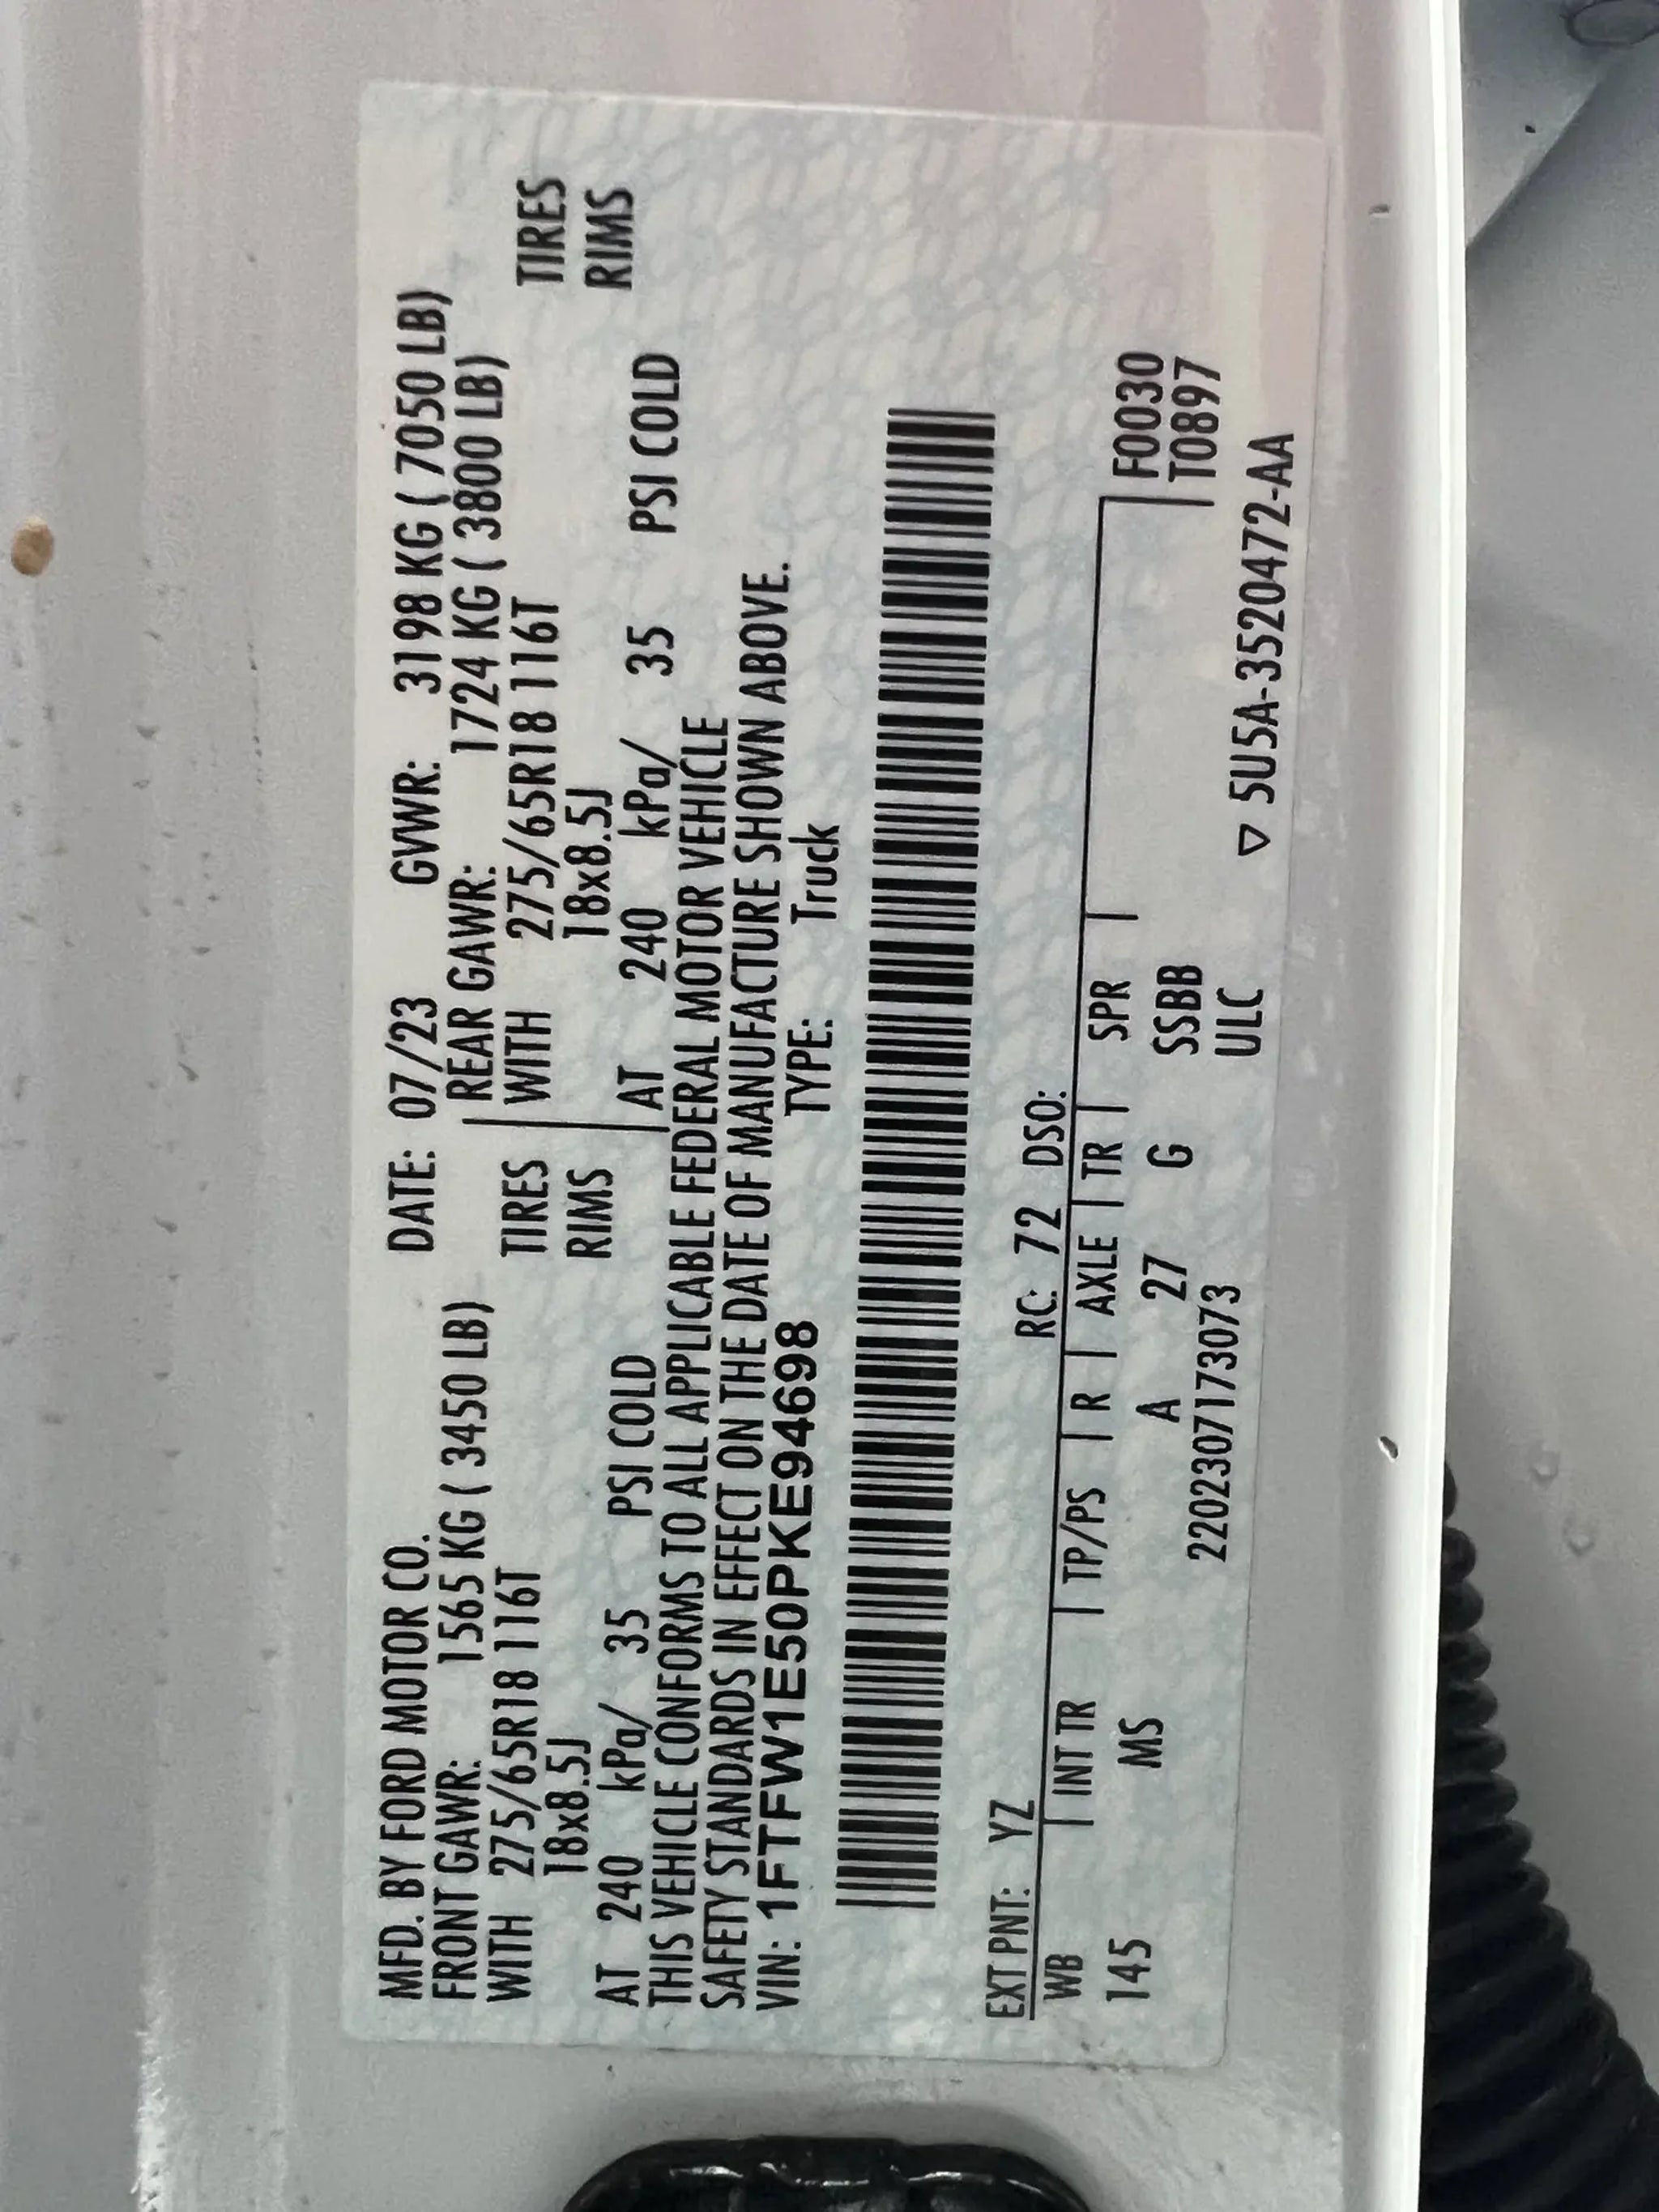 MFD. BY FORD MOTOR CO. DATE: 07/23 GVWR: 3198 KG ( 7050 LB)
FRONT GAWR: 1565 KG ( 3450 LB) REAR GAWR: 1724 KG ( 3800 LB)
WITH 275/65R18 116T TIRES WITH 275/65R18 116T TIRES
18x8.5J RIMS 18x8.5J RIMS
AT 240 kPa/ 35 PSI COLD AT 240 kPa/ 35 PSI COLD
THIS VEHICLE CONFORMS TO ALL APPLICABLE FEDERAL MOTOR VEHICLE
SAFETY STANDARDS IN EFFECT ON THE DATE OF MANUFACTURE SHOWN ABOVE.
VIN: 1FTFW1E50PKE94698 TYPE: Truck
EXT PNT: YZ RC: 72 DSO:
WB INT TR TP/PS R AXLE TR SPR F0030
145 MS A 27 G SSBB T0897
2202307173073 ULC ▽ 5U5A-3520472-AA